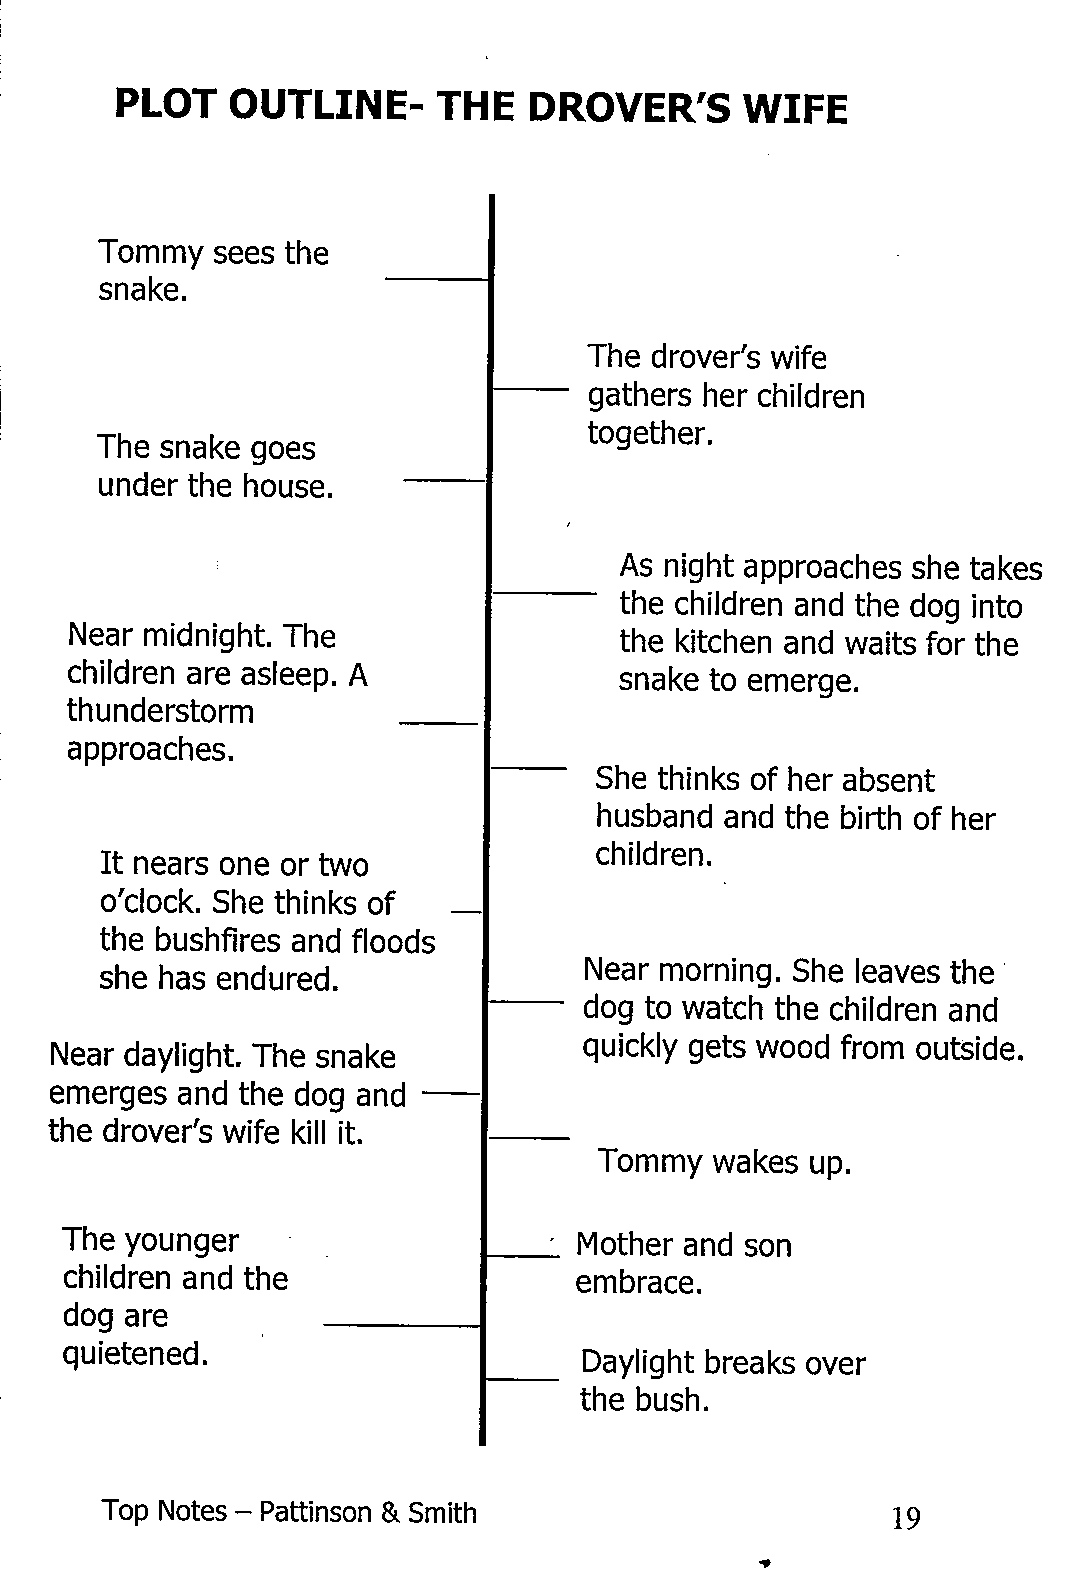 PLOT OUTLINE- THE DROVER'S WIFE
Tommy sees the
snake.
The drover's wife
gathers her children
together.
The snake goes
under the house.
As night approaches she takes
the children and the dog into
the kitchen and waits for the
snake to emerge.
Near midnight. The
children are asleep. A
thunderstorm
approaches.
She thinks of her absent
husband and the birth of her
children.
It nears one or two
o'clock. She thinks of
the bushfires and floods
she has endured.
Near morning. She leaves the
dog to watch the children and
quickly gets wood from outside.
Near daylight. The snake
emerges and the dog and
the drover's wife kill it.
Tommy wakes up.
Mother and son
embrace.
The younger
children and the
dog are
quietened.
Daylight breaks over
the bush.
Top Notes – Pattinson & Smith
19